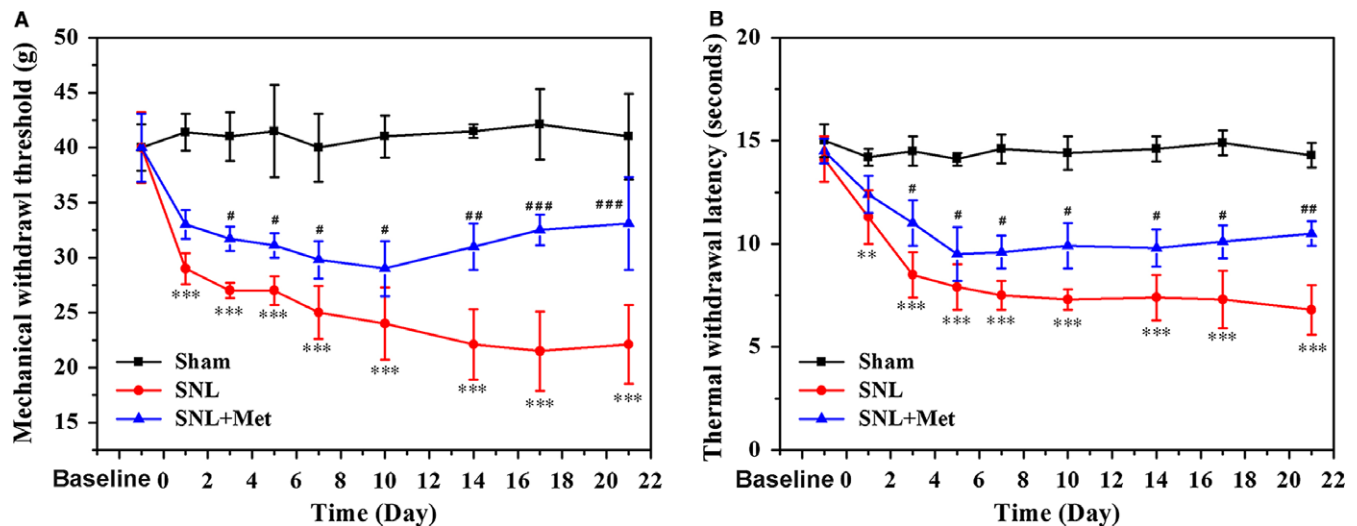 A
Mechanical withdrawl threshold (g)
50
45
40
35
30
25
20
15
# # # # ## ### ###
*** *** *** *** *** *** *** ***
Sham
SNL
SNL+Met
Baseline 0 2 4 6 8 10 12 14 16 18 20 22
Time (Day)
B
Thermal withdrawal latency (seconds)
20
15
10
5
0
# # # # # # ##
** *** *** *** *** *** *** ***
Sham
SNL
SNL+Met
Baseline 0 2 4 6 8 10 12 14 16 18 20 22
Time (Day)